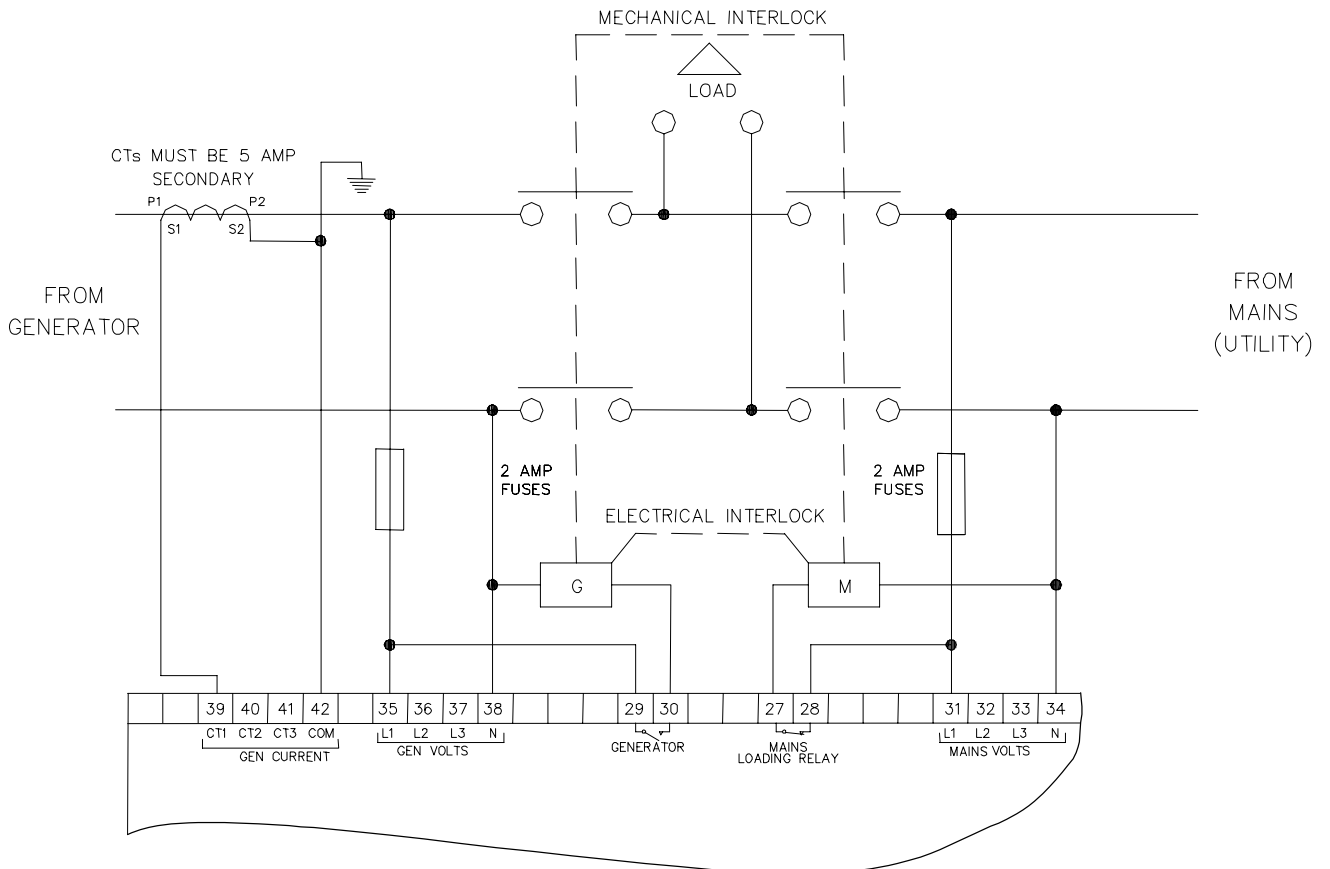 MECHANICAL INTERLOCK
LOAD
CTs MUST BE 5 AMP
SECONDARY
P1
P2
S1
S2
FROM
GENERATOR
FROM
MAINS
(UTILITY)
2 AMP
FUSES
2 AMP
FUSES
ELECTRICAL INTERLOCK
G
M
39 40 41 42 35 36 37 38 29 30 27 28 31 32 33 34
CT1 CT2 CT3 COM
GEN CURRENT
L1 L2 L3 N
GEN VOLTS
GENERATOR
MAINS
LOADING RELAY
L1 L2 L3 N
MAINS VOLTS